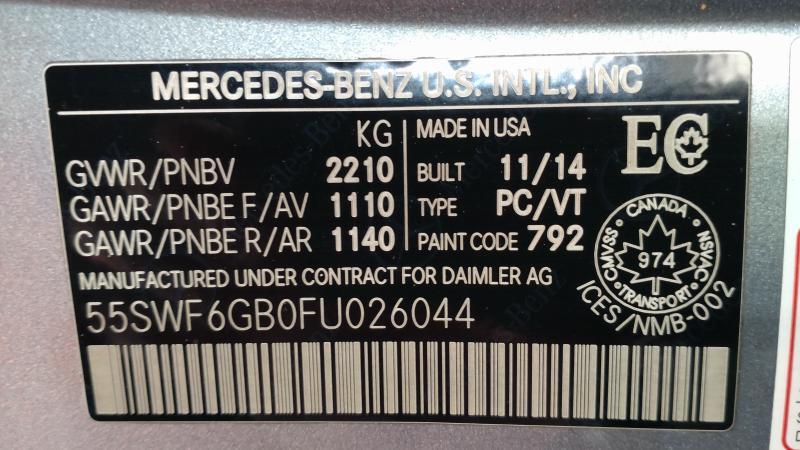 MERCEDES-BENZ U.S. INTL., INC
KG
GVWR/PNBV 2210
GAWR/PNBE F/AV 1110
GAWR/PNBE R/AR 1140
MADE IN USA
BUILT 11/14
TYPE PC/VT
PAINT CODE 792
EC
CANADA
CMVSS 974 NSVAC
TRANSPORT
ICES/NMB-002
MANUFACTURED UNDER CONTRACT FOR DAIMLER AG
55SWF6GB0FU026044